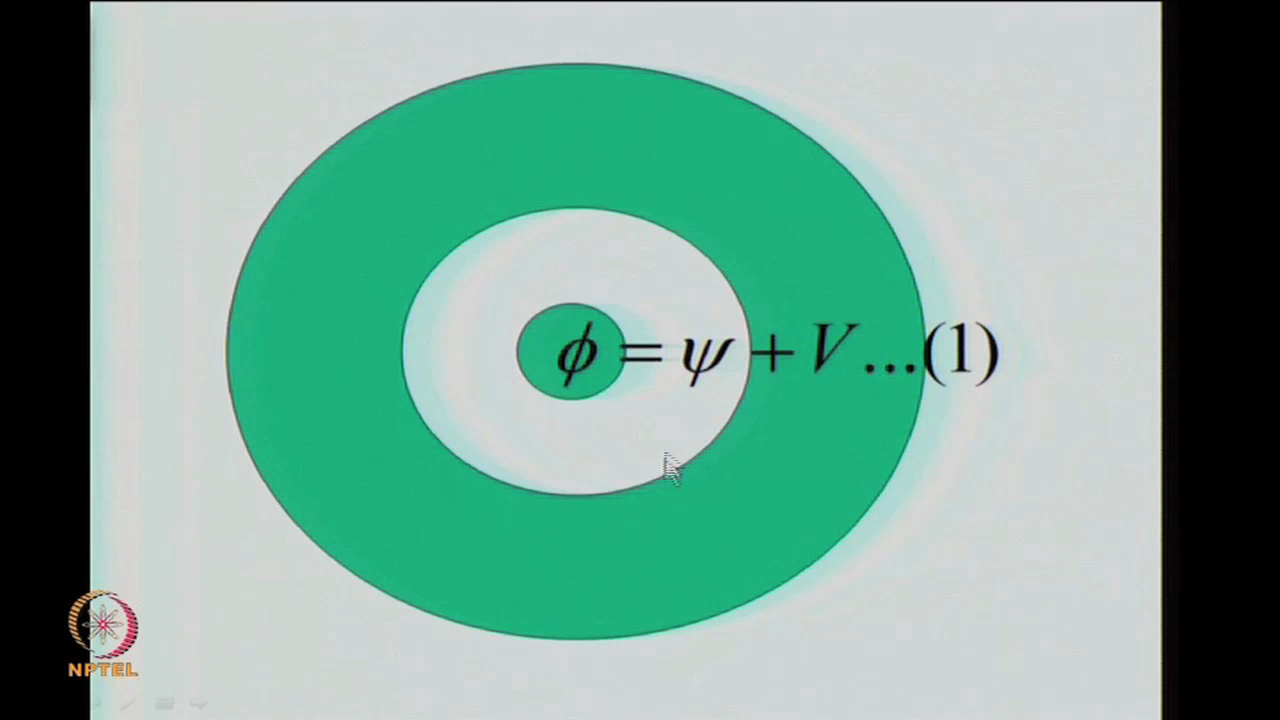 ϕ = ψ + V ...(1)
NPTEL